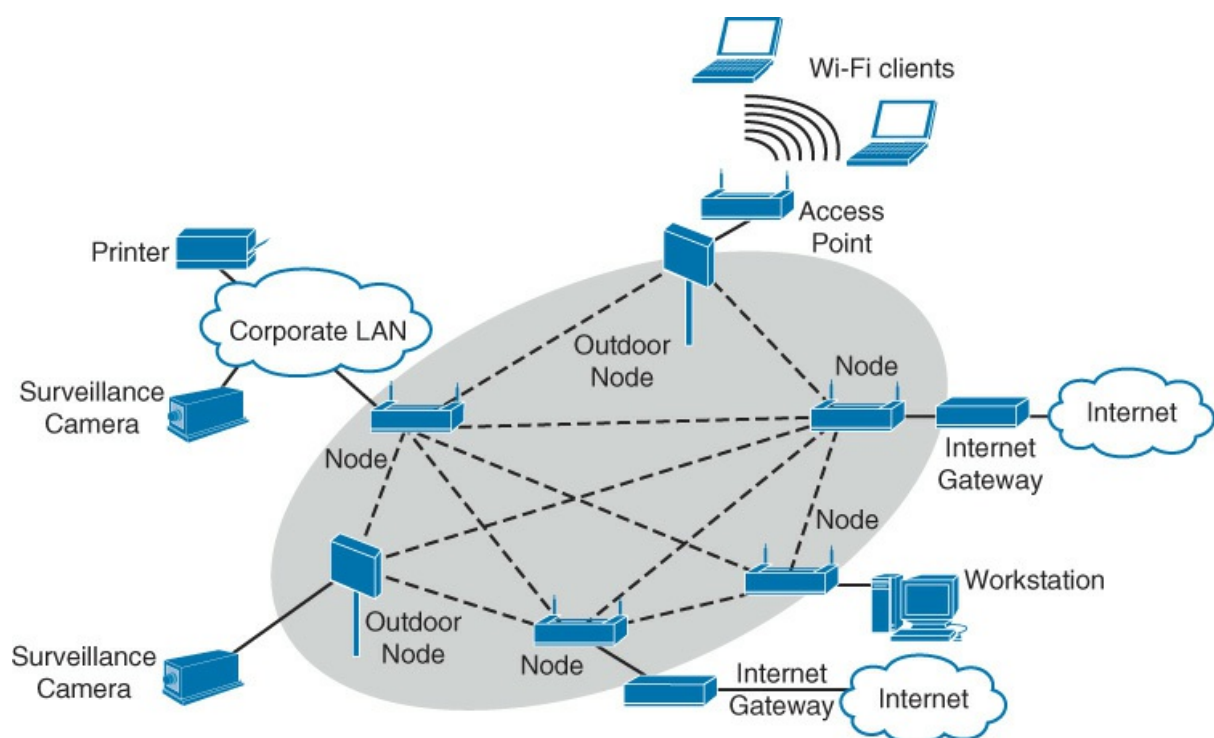 Wi-Fi clients
Access
Point
Printer
Corporate LAN
Outdoor
Node
Node
Surveillance
Camera
Internet
Node
Internet
Gateway
Node
Workstation
Outdoor
Node
Node
Surveillance
Camera
Internet
Gateway
Internet